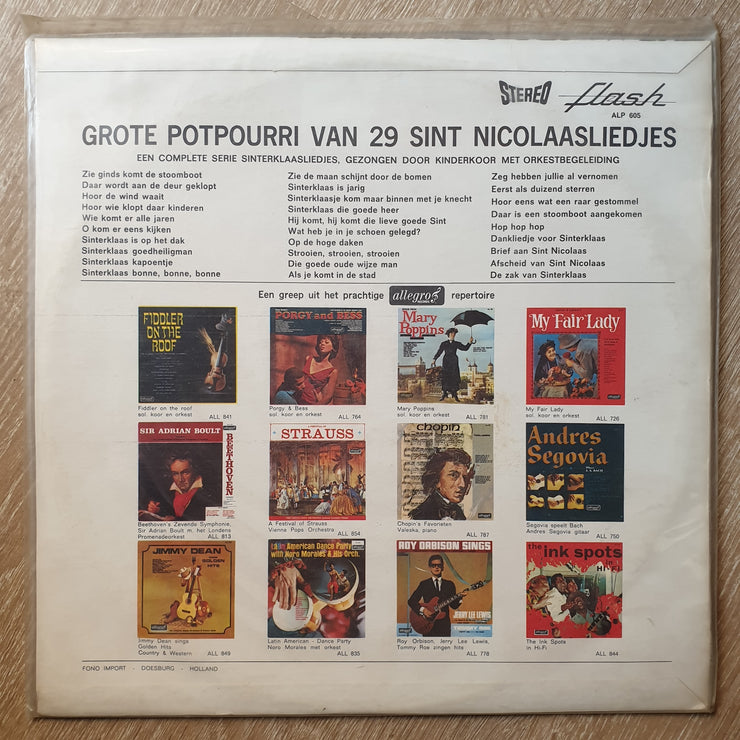 STEREO flash
ALP 605
GROTE POTPOURRI VAN 29 SINT NICOLAASLIEDJES
EEN COMPLETE SERIE SINTERKLAASLIEDJES, GEZONGEN DOOR KINDERKOOR MET ORKESTBEGELEIDING
Zie ginds komt de stoomboot
Daar wordt aan de deur geklopt
Hoor de wind waait
Hoor wie klopt daar kinderen
Wie komt er alle jaren
O kom er eens kijken
Sinterklaas is op het dak
Sinterklaas goedheiligman
Sinterklaas kapoentje
Sinterklaas bonne, bonne, bonne
Zie de maan schijnt door de bomen
Sinterklaas is jarig
Sinterklaasje kom maar binnen met je knecht
Sinterklaas die goede heer
Hij komt, hij komt die lieve goede Sint
Wat heb je in je schoen gelegd?
Op de hoge daken
Strooien, strooien, strooien
Die goede oude wijze man
Als je komt in de stad
Zeg hebben jullie al vernomen
Eerst als duizend sterren
Hoor eens wat een raar gestommel
Daar is een stoomboot aangekomen
Hop hop hop
Dankliedje voor Sinterklaas
Brief aan Sint Nicolaas
Afscheid van Sint Nicolaas
De zak van Sinterklaas
Een greep uit het prachtige allegro RECORDS repertoire
FIDDLER
ON THE
ROOF
Fiddler on the roof
sol. koor en orkest
ALL 841
PORGY and BESS
Porgy & Bess
sol. koor en orkest
ALL 764
Mary
Poppins
Mary Poppins
sol. koor en orkest
ALL 781
My Fair Lady
My Fair Lady
sol. koor en orkest
ALL 726
SIR ADRIAN BOULT
BEETHOVEN
Beethoven's Zevende Symphonie,
Sir Adrian Boult m. het Londens
Promenadeorkest ALL 813
STRAUSS
A Festival of Strauss
Vienna Pops Orchestra
ALL 854
Chopin
Chopin's Favorieten
Valeska, piano
ALL 787
Andres
Segovia
Segovia speelt Bach
Andres Segovia gitaar
ALL 750
JIMMY DEAN
GOLDEN
HITS
Jimmy Dean sings
Golden Hits
Country & Western ALL 849
Latin American Dance Party
with Noro Morales & His Orch.
Latin American - Dance Party
Noro Morales met orkest
ALL 835
ROY ORBISON SINGS
JERRY LEE LEWIS
TOMMY ROE
Roy Orbison, Jerry Lee Lewis,
Tommy Roe zingen hits
ALL 778
the ink spots
in HI-FI
The Ink Spots
in Hi-Fi
ALL 844
FONO IMPORT - DOESBURG - HOLLAND